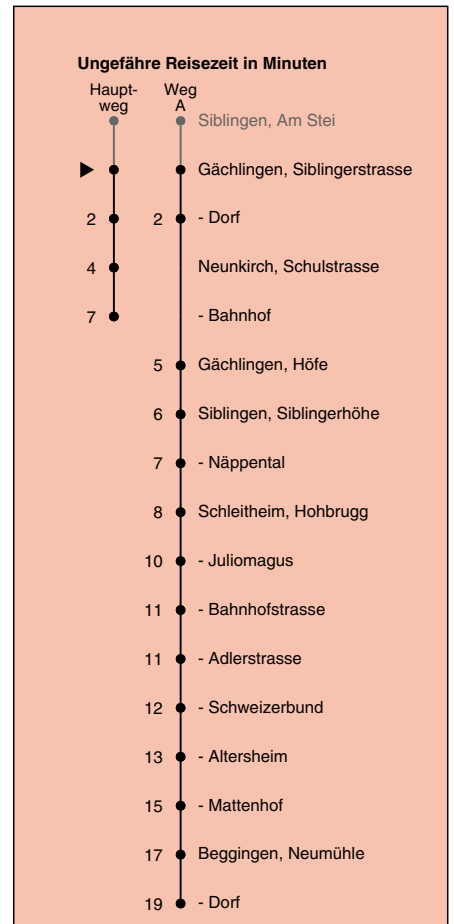 Ungefähre Reisezeit in Minuten
Haupt- Weg
weg A
Siblingen, Am Stei
Gächlingen, Siblingerstrasse
2 2 - Dorf
4 Neunkirch, Schulstrasse
7 - Bahnhof
5 Gächlingen, Höfe
6 Siblingen, Siblingerhöhe
7 - Näppental
8 Schleitheim, Hohbrugg
10 - Juliomagus
11 - Bahnhofstrasse
11 - Adlerstrasse
12 - Schweizerbund
13 - Altersheim
15 - Mattenhof
17 Beggingen, Neumühle
19 - Dorf